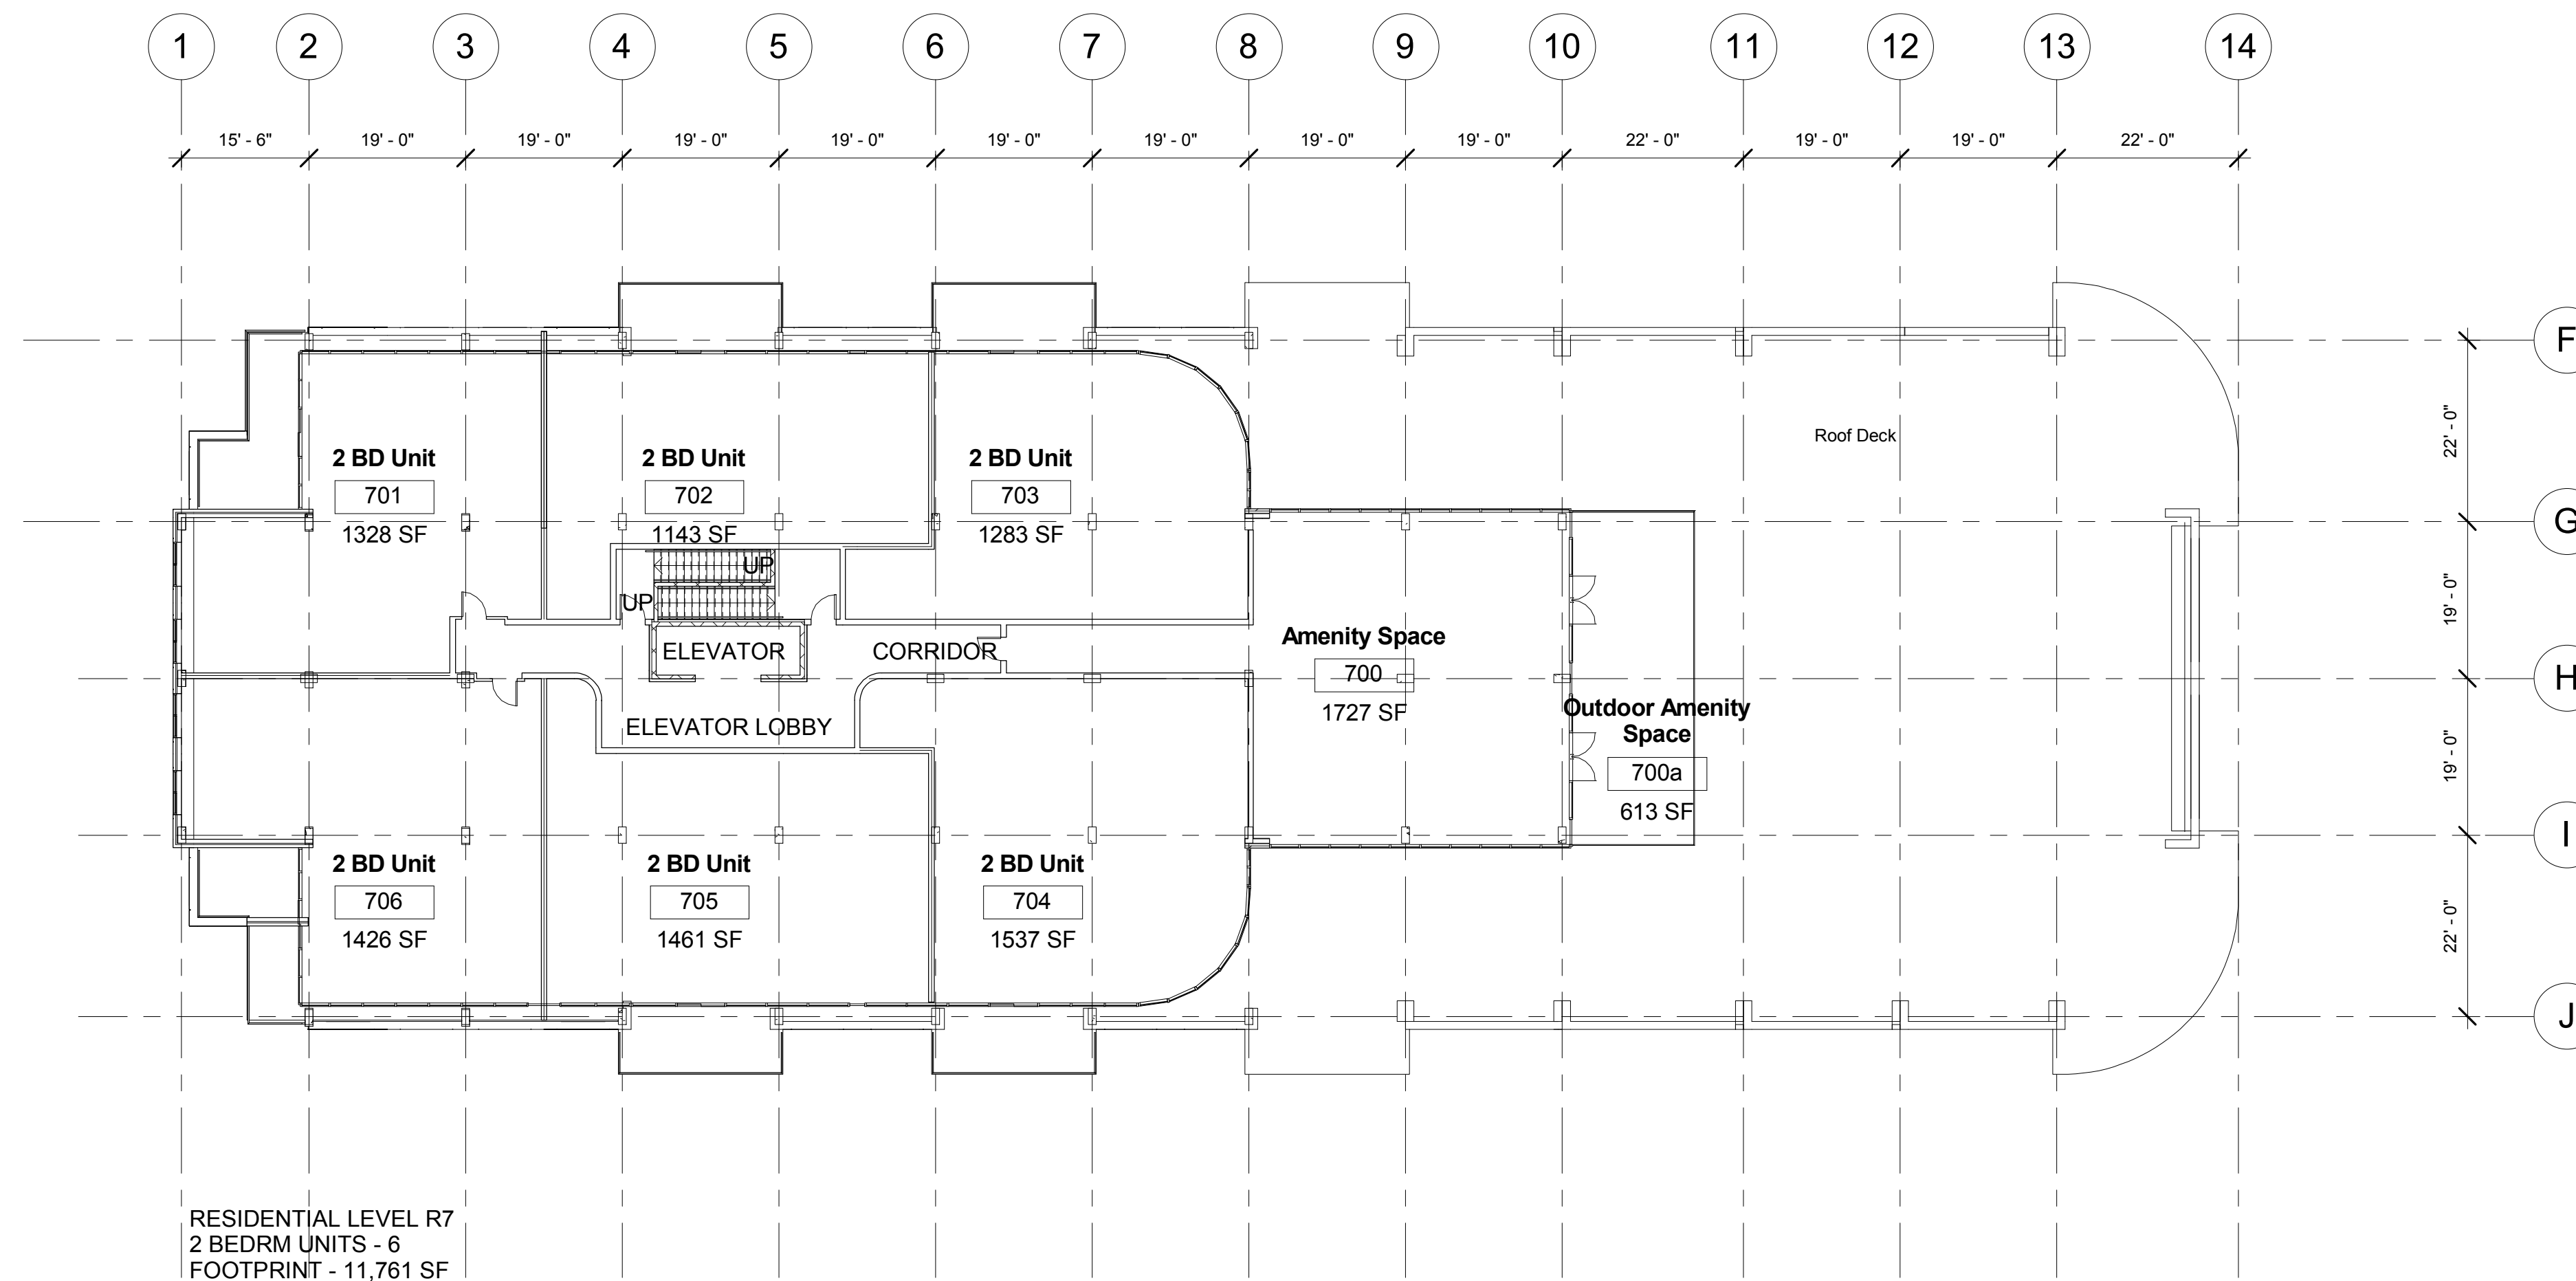 1 2 3 4 5 6 7 8 9 10 11 12 13 14
15' - 6" 19' - 0" 19' - 0" 19' - 0" 19' - 0" 19' - 0" 19' - 0" 19' - 0" 19' - 0" 22' - 0" 19' - 0" 19' - 0" 22' - 0"
F
22' - 0"
G
19' - 0"
H
19' - 0"
I
22' - 0"
J
Roof Deck
2 BD Unit
701
1328 SF
2 BD Unit
702
1143 SF
2 BD Unit
703
1283 SF
UP
UP
ELEVATOR
CORRIDOR
ELEVATOR LOBBY
Amenity Space
700
1727 SF
Outdoor Amenity
Space
700a
613 SF
2 BD Unit
706
1426 SF
2 BD Unit
705
1461 SF
2 BD Unit
704
1537 SF
RESIDENTIAL LEVEL R7
2 BEDRM UNITS - 6
FOOTPRINT - 11,761 SF